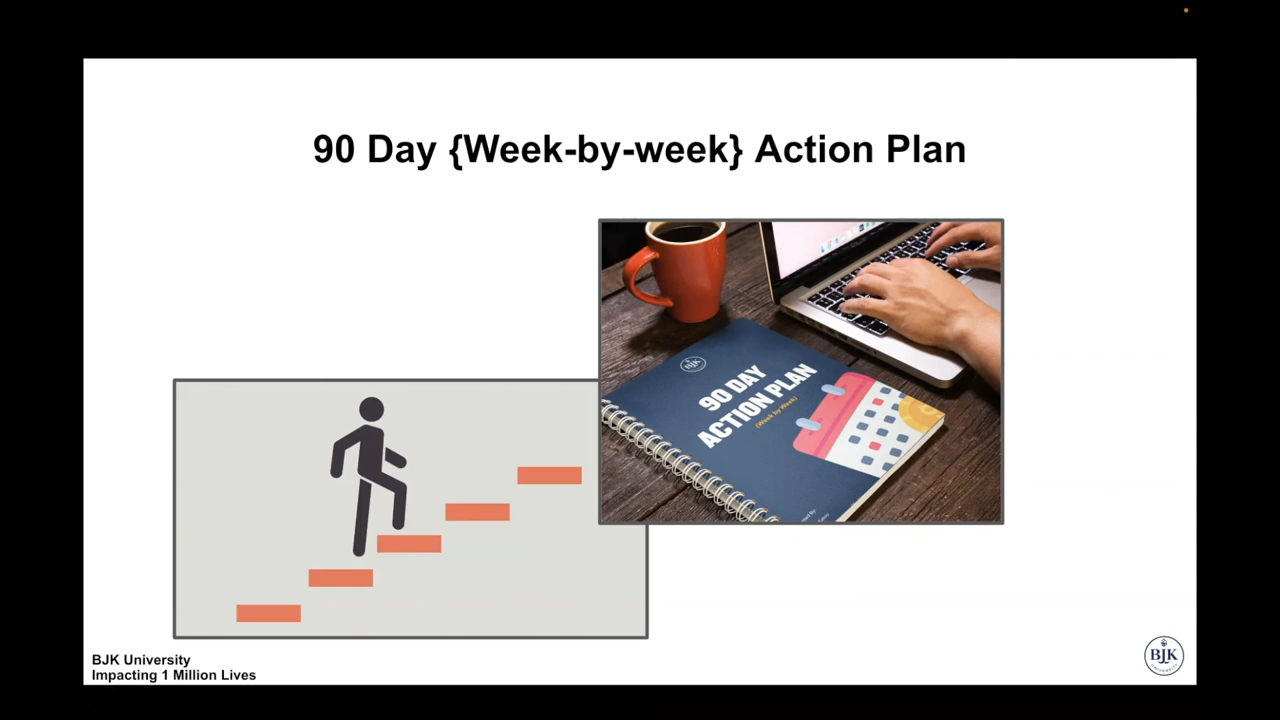 90 Day {Week-by-week} Action Plan
BJK
90 DAY
ACTION PLAN
(Week by Week)
BJK University
Impacting 1 Million Lives
BJK
UNIVERSITY